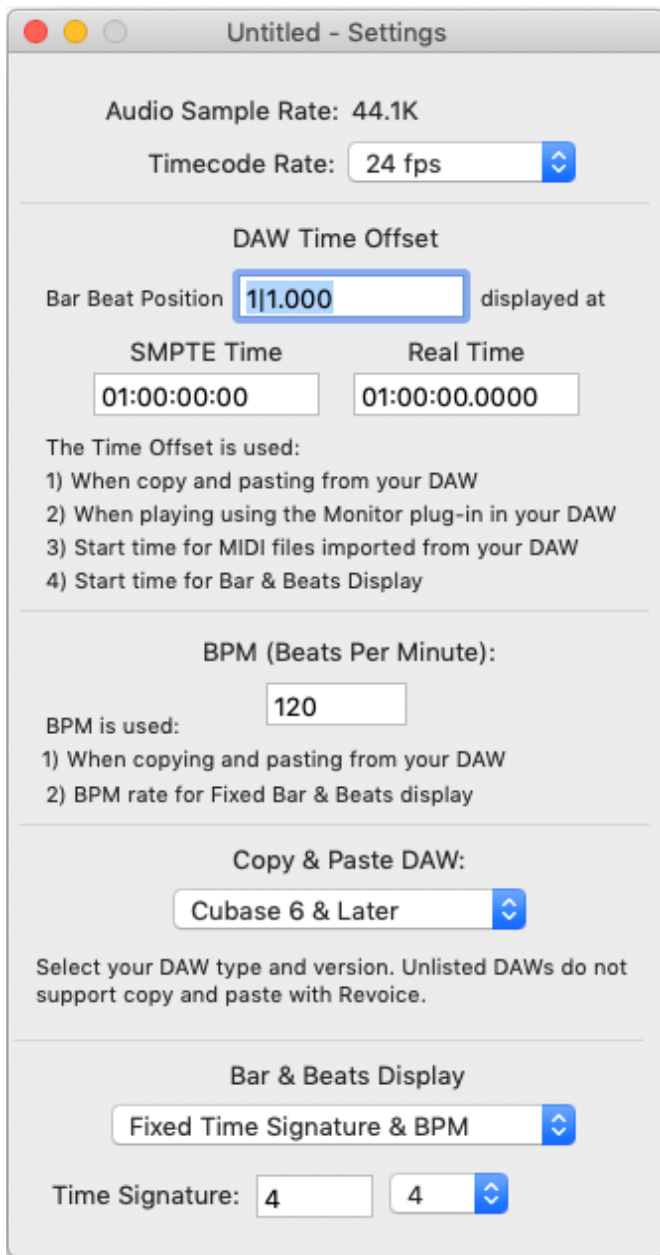 Untitled - Settings
Audio Sample Rate: 44.1K
Timecode Rate: 24 fps
DAW Time Offset
Bar Beat Position 1|1.000 displayed at
SMPTE Time Real Time
01:00:00:00 01:00:00.0000
The Time Offset is used:
1) When copy and pasting from your DAW
2) When playing using the Monitor plug-in in your DAW
3) Start time for MIDI files imported from your DAW
4) Start time for Bar & Beats Display
BPM (Beats Per Minute):
120
BPM is used:
1) When copying and pasting from your DAW
2) BPM rate for Fixed Bar & Beats display
Copy & Paste DAW:
Cubase 6 & Later
Select your DAW type and version. Unlisted DAWs do not
support copy and paste with Revoice.
Bar & Beats Display
Fixed Time Signature & BPM
Time Signature: 4 4